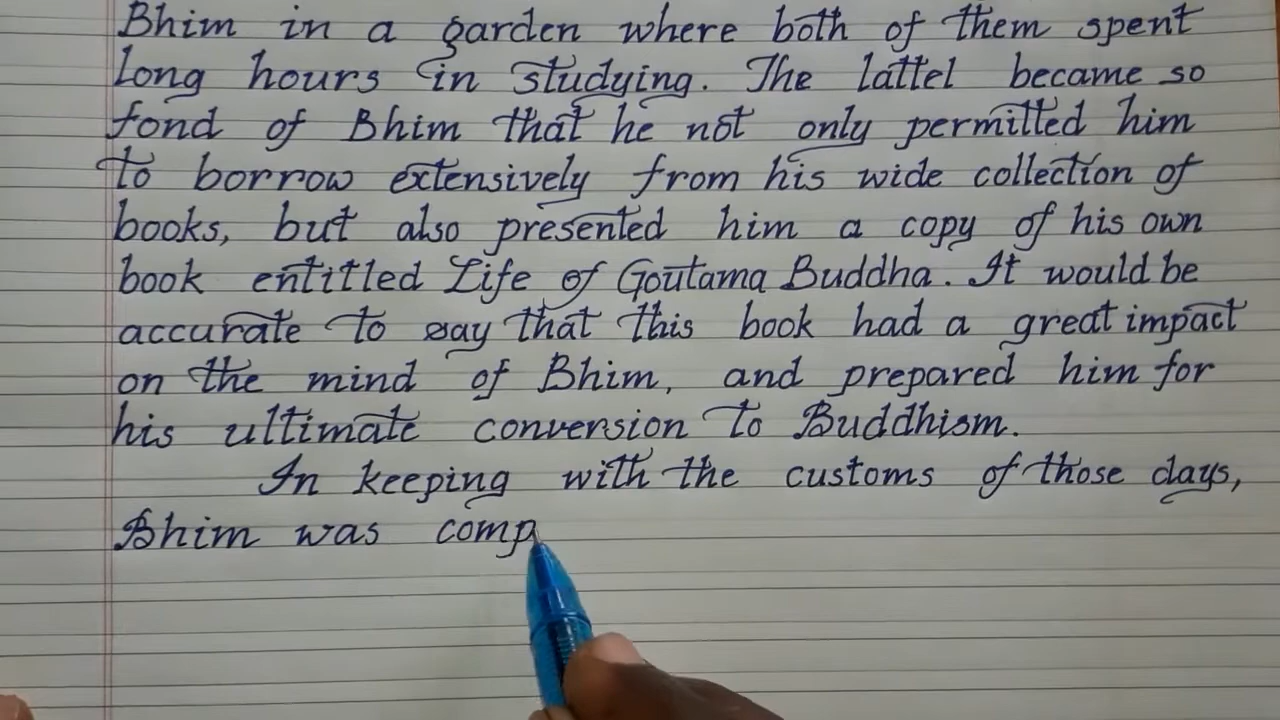 Bhim in a garden where both of them spent
long hours in studying. The lattel became so
fond of Bhim that he not only permitted him
to borrow extensively from his wide collection of
books, but also presented him a copy of his own
book entitled Life of Goutama Buddha. It would be
accurate to say that this book had a great impact
on the mind of Bhim, and prepared him for
his ultimate conversion to Buddhism.
In keeping with the customs of those days,
Bhim was comp